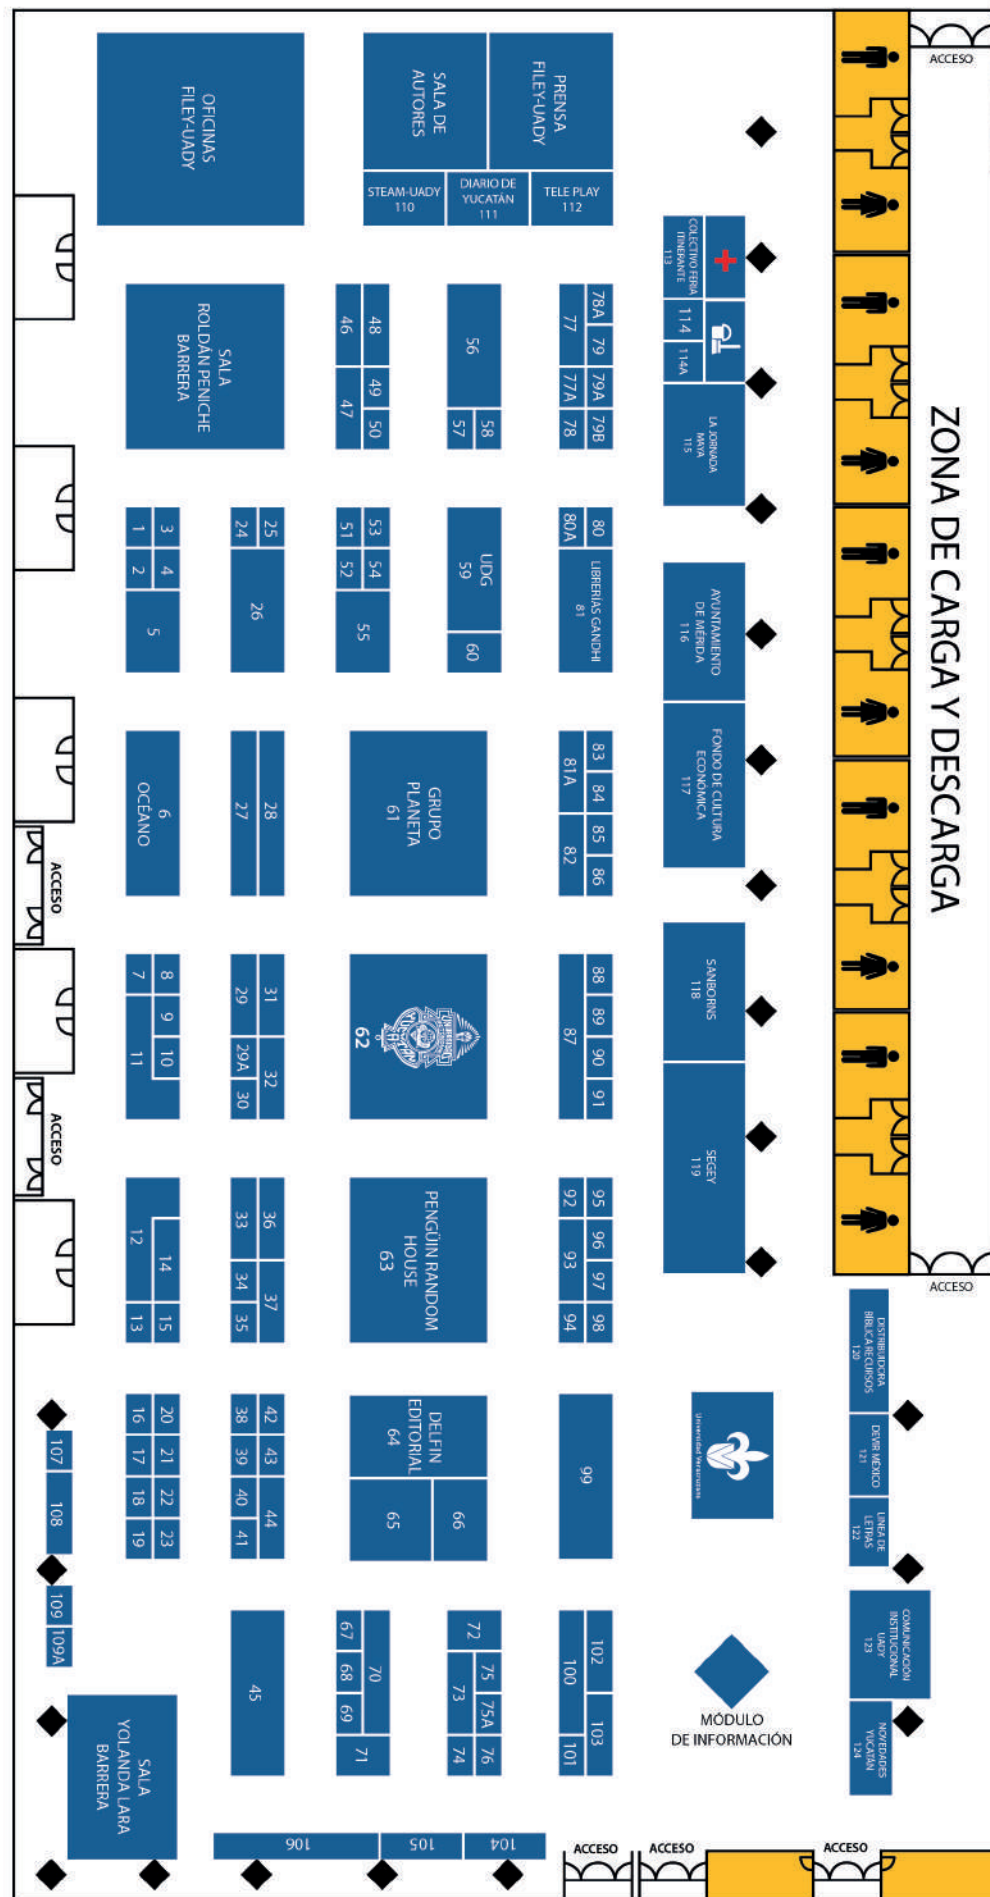 ACCESO
OFICINAS
FILEY-UADY
SALA DE
AUTORES
PRENSA
FILEY-UADY
STEAM-UADY
110
DIARIO DE
YUCATÁN
111
TELE PLAY
112
COLECTIVO FERIA
ITINERANTE
113
114
114A
LA JORNADA
MAYA
115
ZONA DE CARGA Y DESCARGA
SALA
ROLDÁN PENICHE
BARRERA
46
48
47
49
50
56
57
58
77
78A
79
77A
79A
78
79B
1
3
2
4
5
24
25
26
51
53
52
54
55
UDG
59
60
80A
80
LIBRERÍAS GANDHI
81
AYUNTAMIENTO
DE MÉRIDA
116
FONDO DE CULTURA
ECONÓMICA
117
6
OCÉANO
27
28
GRUPO
PLANETA
61
81A
83
84
82
85
86
ACCESO
7
8
9
10
11
29
31
29A
32
30
62
87
88
89
90
91
SANBORNS
118
SEGEY
119
ACCESO
12
14
13
15
33
36
34
37
35
PENGÜIN RANDOM
HOUSE
63
92
95
93
96
97
94
98
ACCESO
DISTRIBUIDORA
BÍBLICA RECURSOS
120
DEVIR MÉXICO
121
LINEA DE
LETRAS
122
107
108
109
109A
16
20
17
21
18
22
19
23
38
42
39
43
40
44
41
DELFÍN
EDITORIAL
64
65
66
99
Universidad Veracruzana
COMUNICACIÓN
INSTITUCIONAL
UADY
123
NOVEDADES
YUCATÁN
124
SALA
YOLANDA LARA
BARRERA
45
67
68
69
70
71
72
73
75
75A
74
76
100
102
103
101
MÓDULO
DE INFORMACIÓN
106
105
104
ACCESO
ACCESO
ACCESO